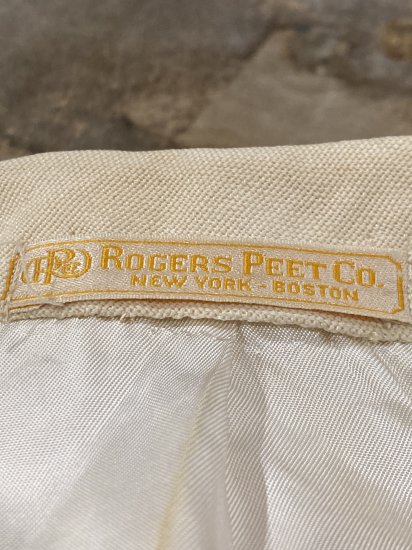 ROGERS PEET CO.
NEW YORK - BOSTON